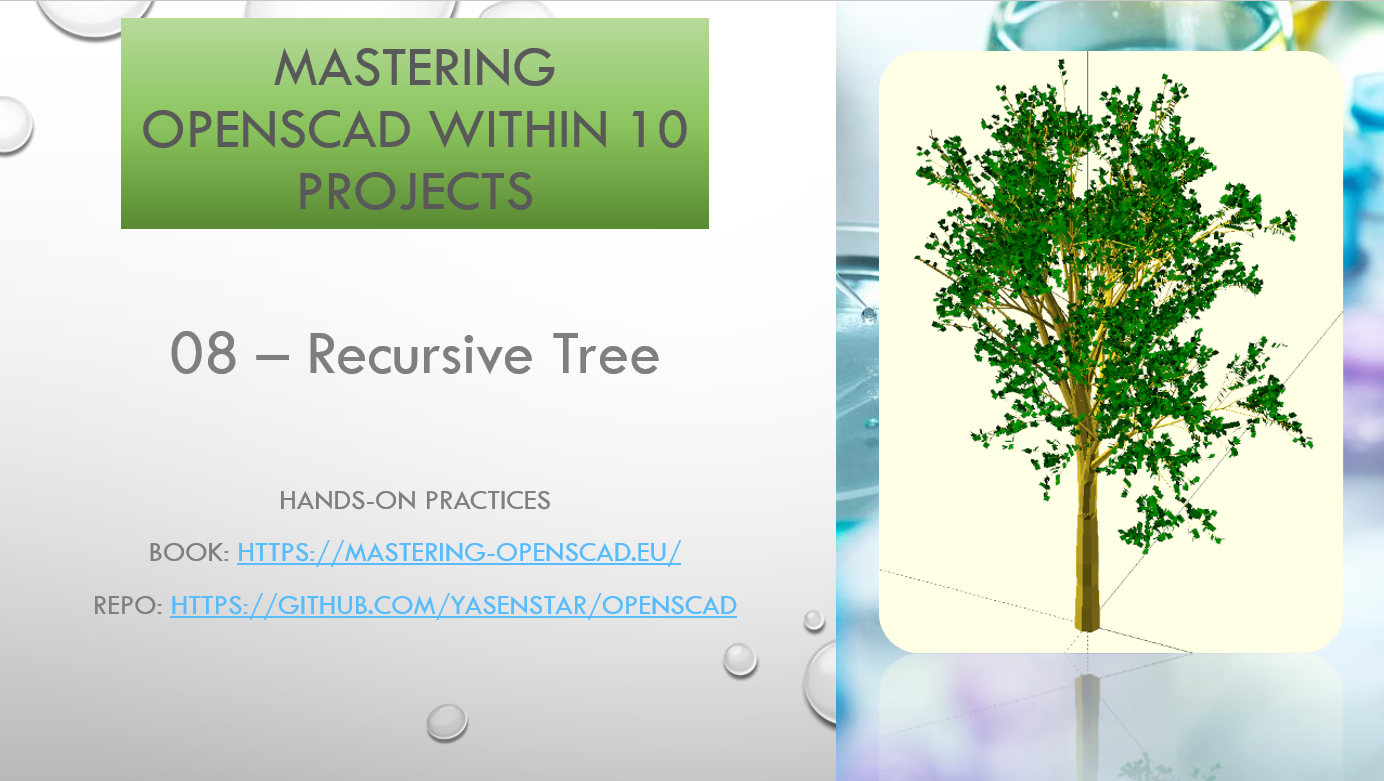 MASTERING
OPENSCAD WITHIN 10
PROJECTS
08 – Recursive Tree
HANDS-ON PRACTICES
BOOK: HTTPS://MASTERING-OPENSCAD.EU/
REPO: HTTPS://GITHUB.COM/YASENSTAR/OPENSCAD